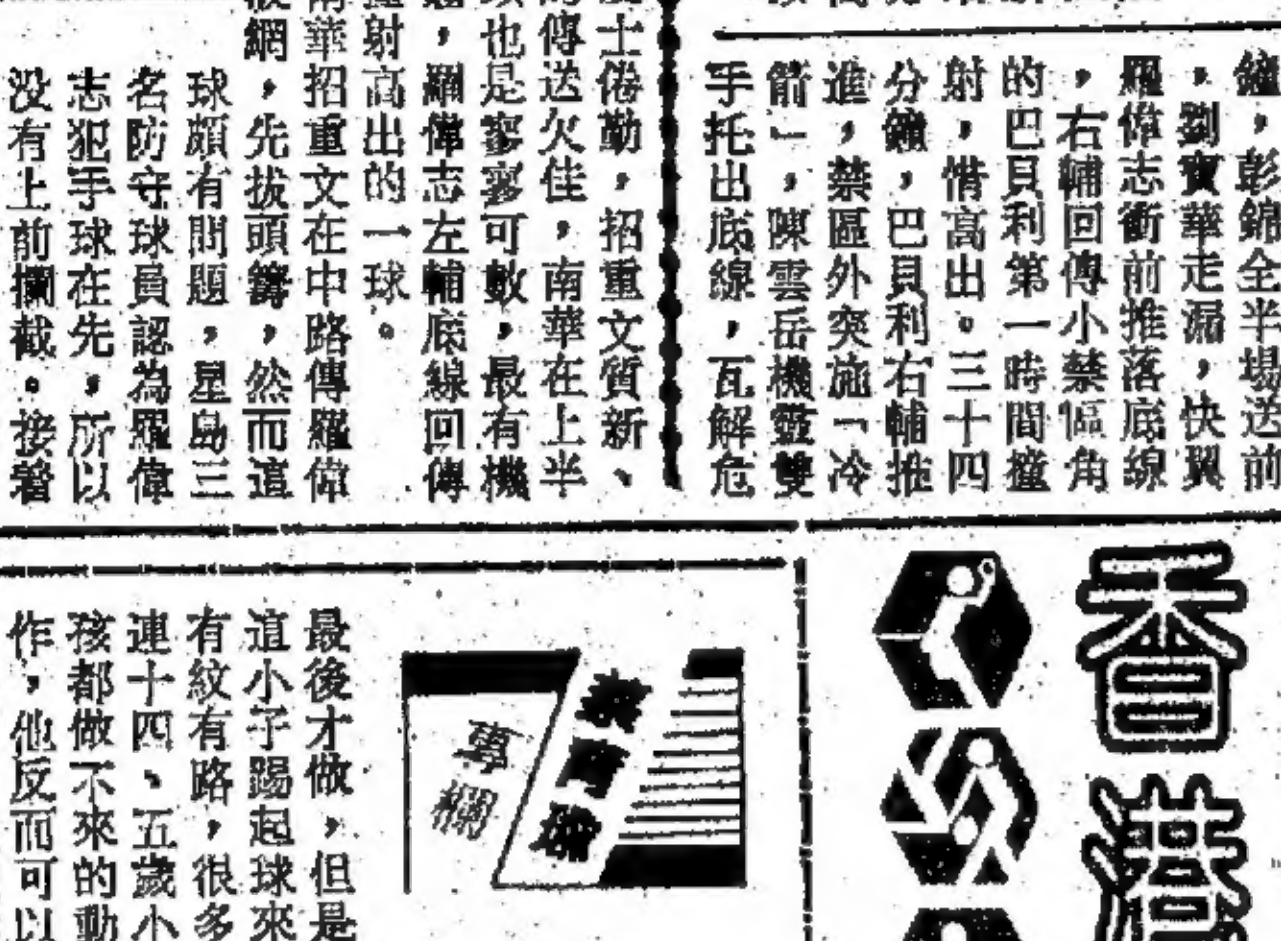 鐘,彭錦全半場送前
,劉寶華走漏,快翼
羅偉志衝前推落底線
,右輔回傳小禁區角
的巴貝利第一時間撞
射,惜高出。三十四
分鐘,巴貝利右輔推
進,禁區外突施「冷
箭」,陳雲岳機靈雙
手托出底線,瓦解危
士倦勤,招重文質新、
的傳送欠佳,南華在上半
也是寥寥可數,最有機
,羅偉志左輔底線回傳
射高出的一球。
南華招重文在中路傳羅偉
網,先拔頭籌,然而這
球頗有問題,星島三
名防守球員認為羅偉
志犯手球在先,所以
没有上前攔截。接著
香港
專欄
最後才做,但是
這小子踢起球來
有紋有路,很多
連十四、五歲小
孩都做不來的動
作,他反而可以